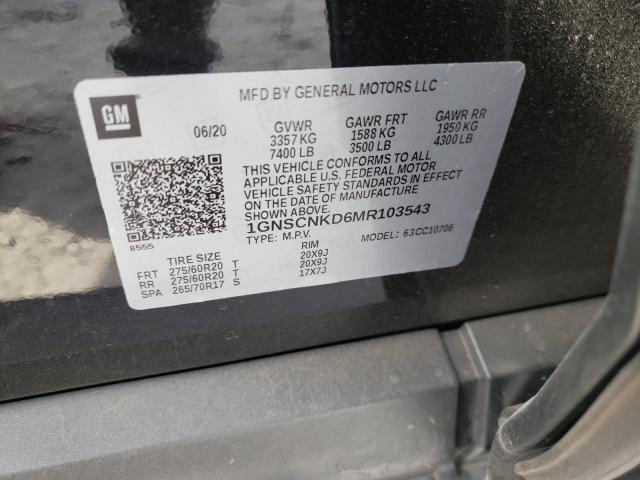 GM
MFD BY GENERAL MOTORS LLC
06/20 GVWR GAWR FRT GAWR RR
3357 KG 1588 KG 1950 KG
7400 LB 3500 LB 4300 LB
THIS VEHICLE CONFORMS TO ALL
APPLICABLE U.S. FEDERAL MOTOR
VEHICLE SAFETY STANDARDS IN EFFECT
ON THE DATE OF MANUFACTURE
SHOWN ABOVE.
1GNSCNKD6MR103543
8555 TYPE: M.P.V. MODEL: 63CC10706
TIRE SIZE RIM
FRT 275/60R20 T 20X9J
RR 275/60R20 T 20X9J
SPA 265/70R17 S 17X7J